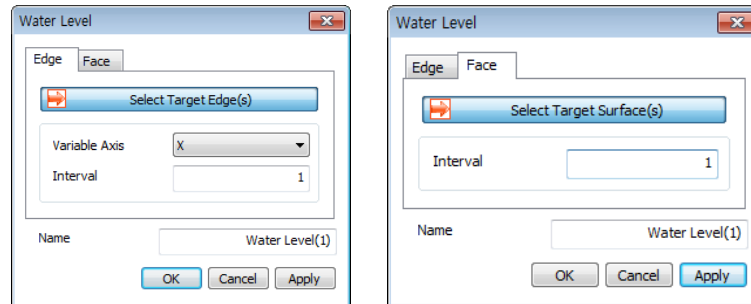 Water Level
Edge Face
Select Target Edge(s)
Variable Axis X
Interval 1
Name Water Level(1)
OK Cancel Apply
Water Level
Edge Face
Select Target Surface(s)
Interval 1
Name Water Level(1)
OK Cancel Apply